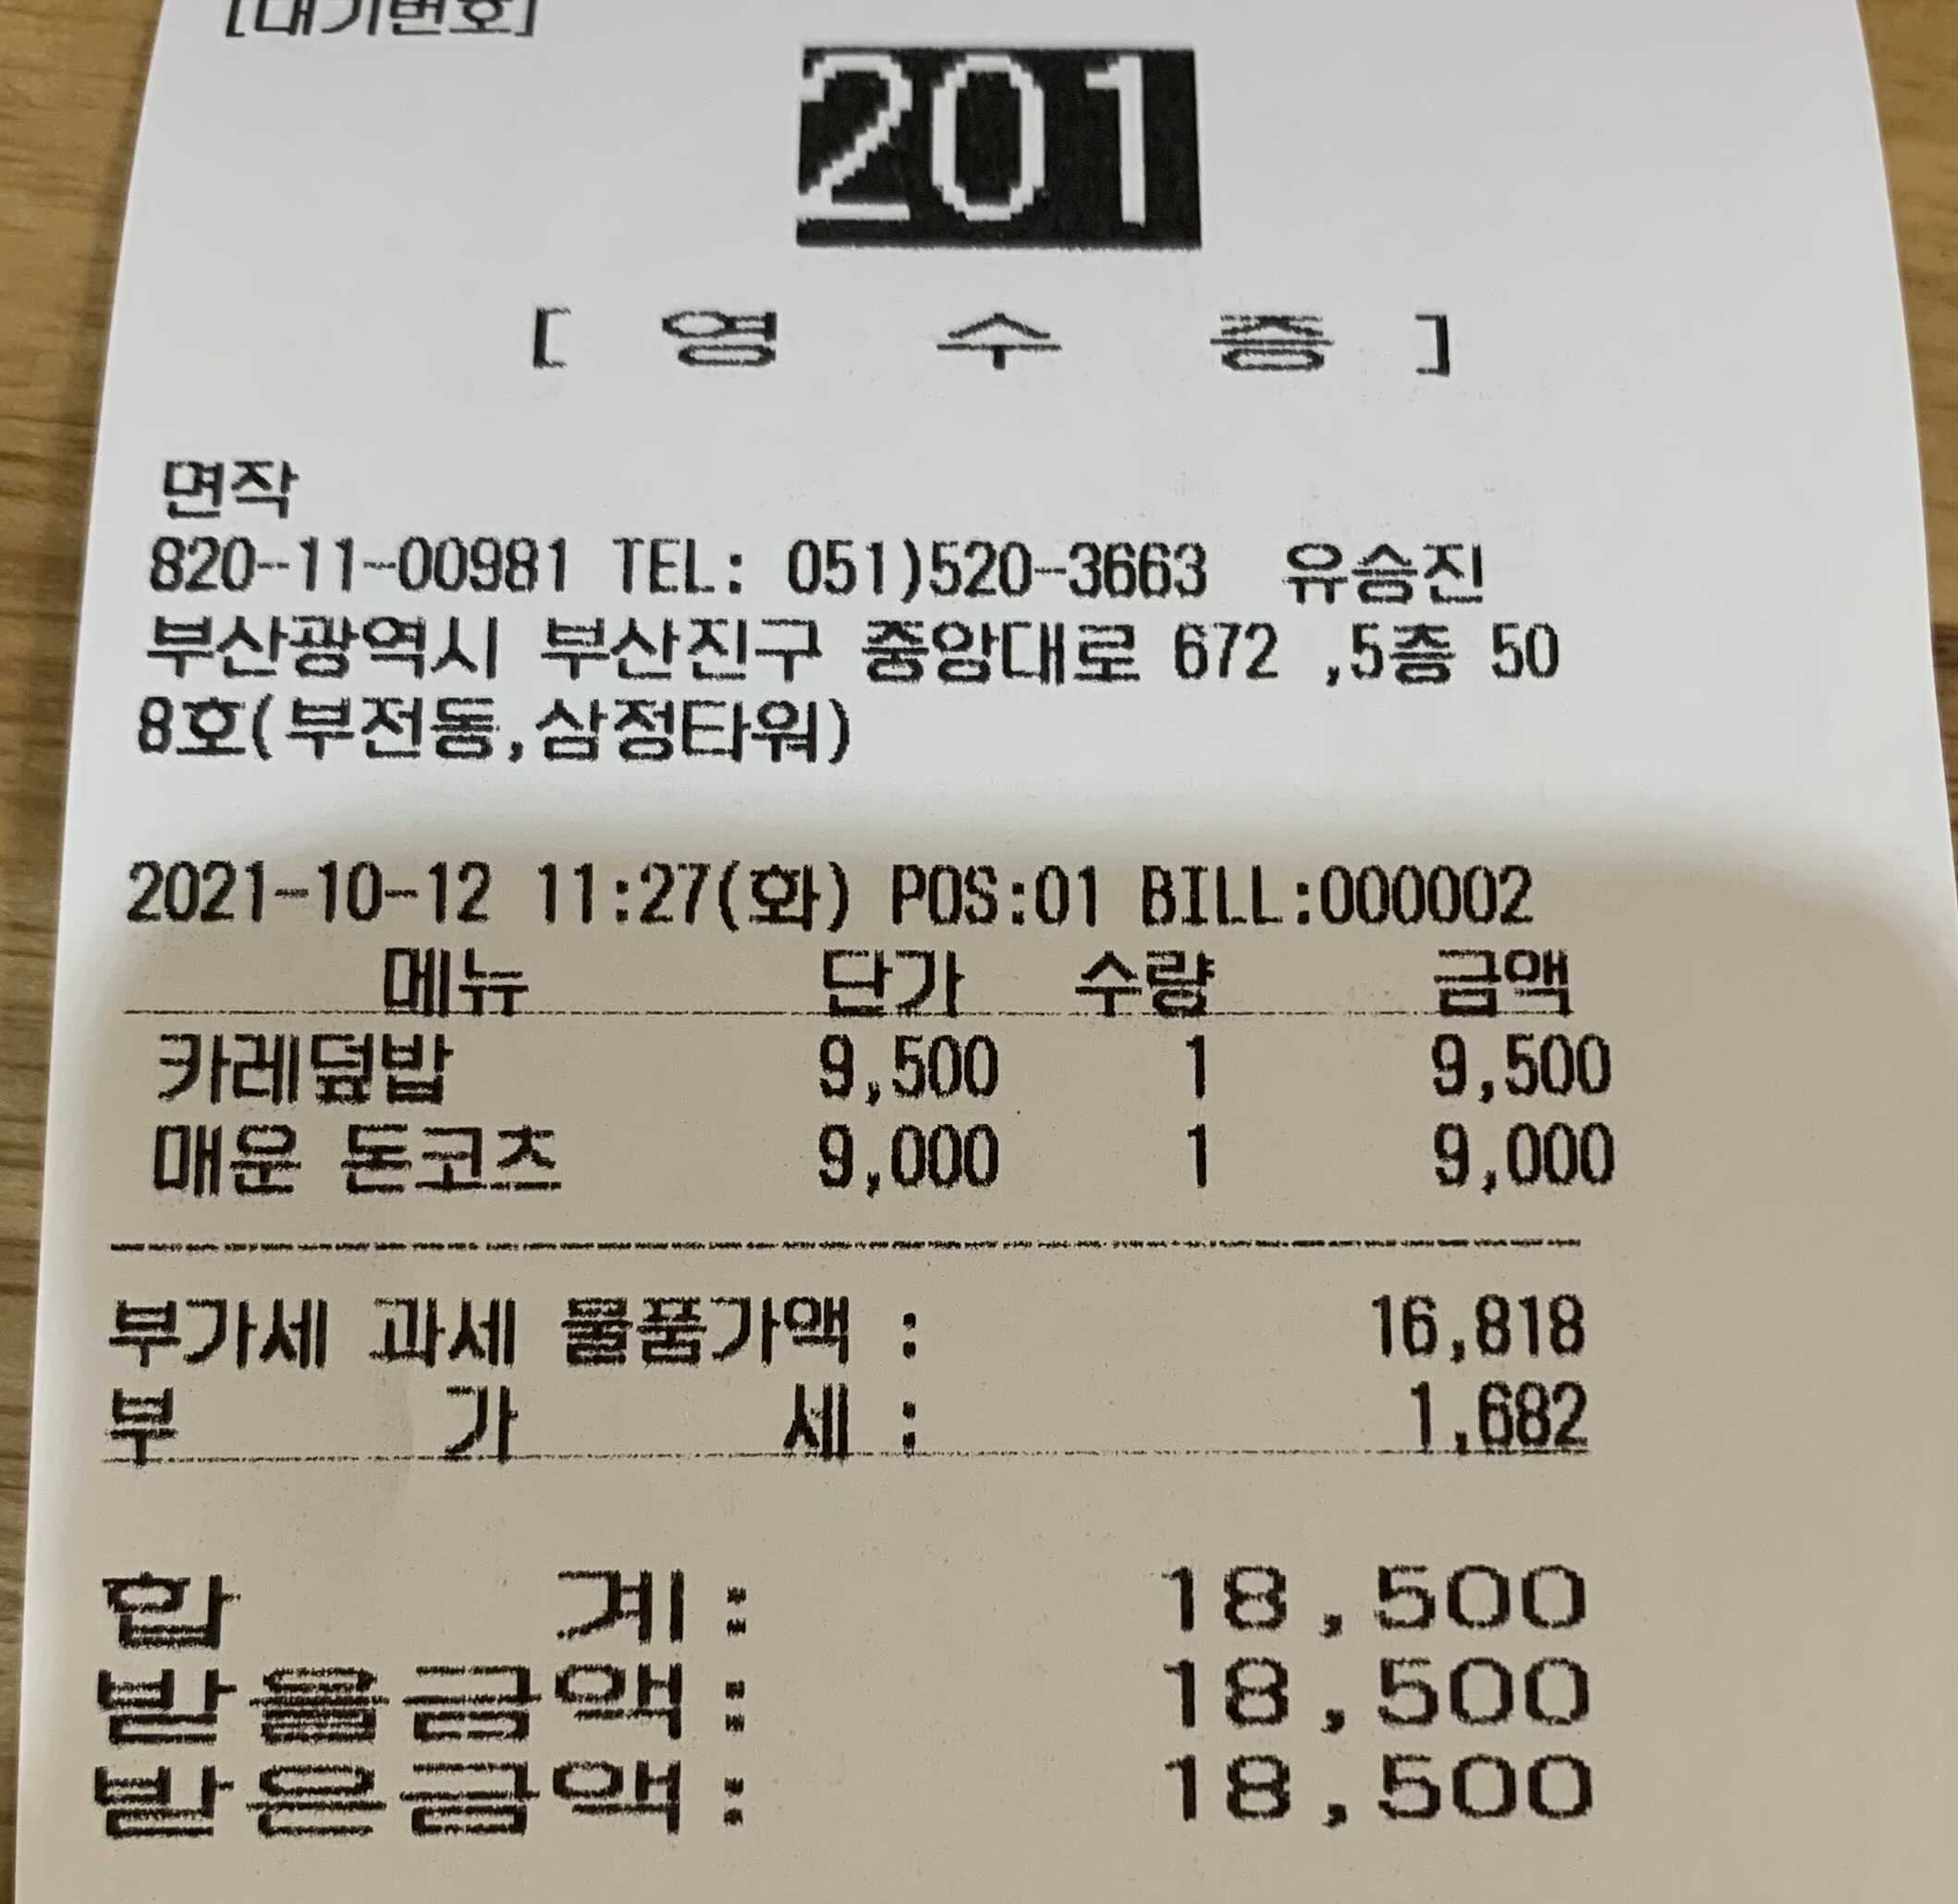 [대기번호]
201
[ 영 수 증 ]
면작
820-11-00981 TEL: 051)520-3663 유승진
부산광역시 부산진구 중앙대로 672 ,5층 50
8호(부전동,삼정타워)
2021-10-12 11:27(화) POS:01 BILL:000002
메뉴 단가 수량 금액
카레덮밥 9,500 1 9,500
매운 돈코츠 9,000 1 9,000
부가세 과세 물품가액 : 16,818
부 가 세 : 1,682
합 계: 18,500
받을금액: 18,500
받은금액: 18,500